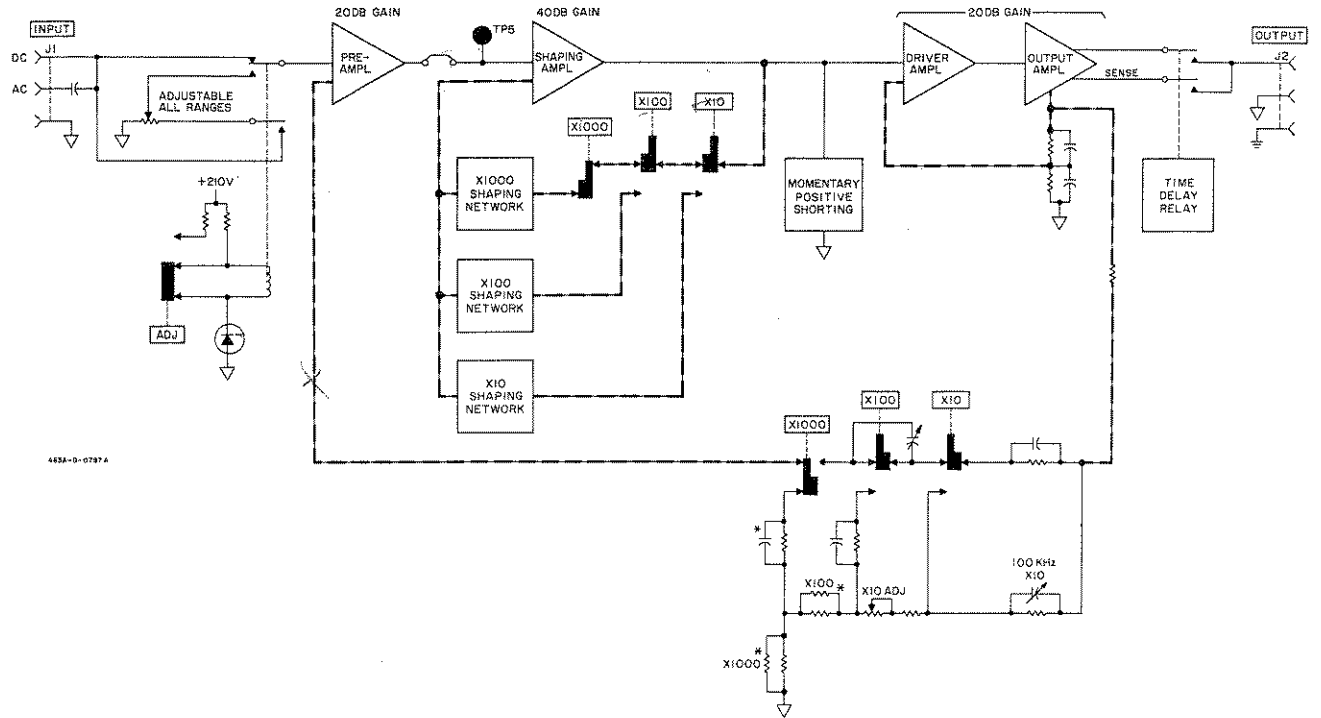 20DB GAIN
40DB GAIN
20DB GAIN
INPUT
J1
DC
AC
ADJUSTABLE
ALL RANGES
PRE-
AMPL
TP5
SHAPING
AMPL
DRIVER
AMPL
OUTPUT
AMPL
SENSE
OUTPUT
J2
X1000
X100
X10
+210V
ADJ
X1000
SHAPING
NETWORK
X100
SHAPING
NETWORK
X10
SHAPING
NETWORK
MOMENTARY
POSITIVE
SHORTING
TIME
DELAY
RELAY
463A-D-0797A
X1000
X100
X10
*
X100
*
X10 ADJ
100 KHz
X10
*
X1000